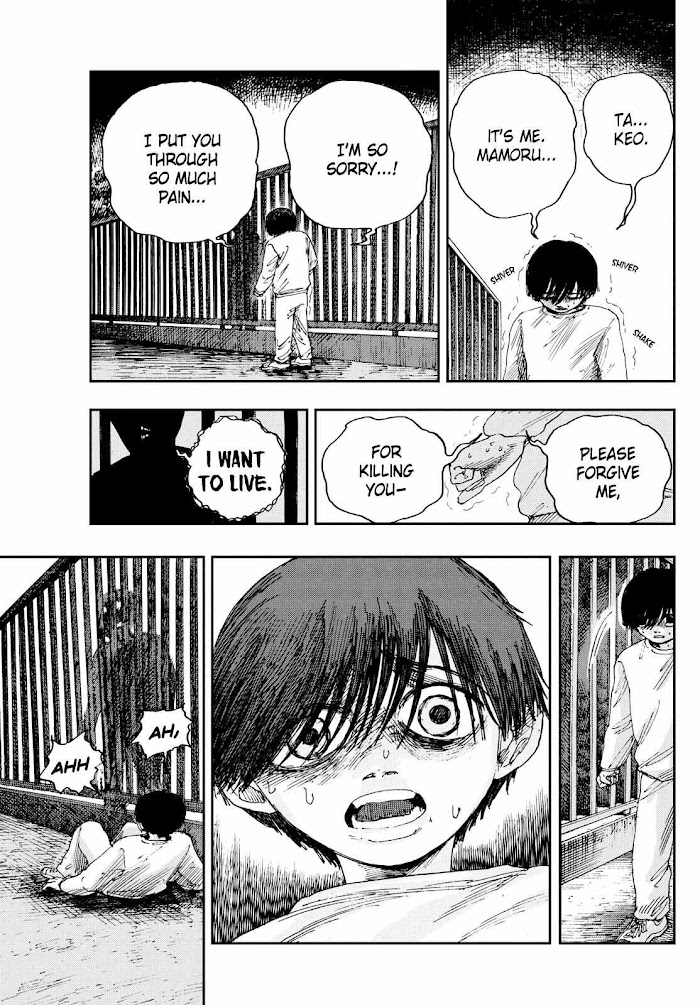 TA...
KEO.
IT'S ME.
MAMORU...
SHIVER
SHIVER
SHAKE
I'M SO
SORRY...!
I PUT YOU
THROUGH
SO MUCH
PAIN...
PLEASE
FORGIVE
ME,
FOR
KILLING
YOU-
I WANT
TO LIVE.
AH,
AHH